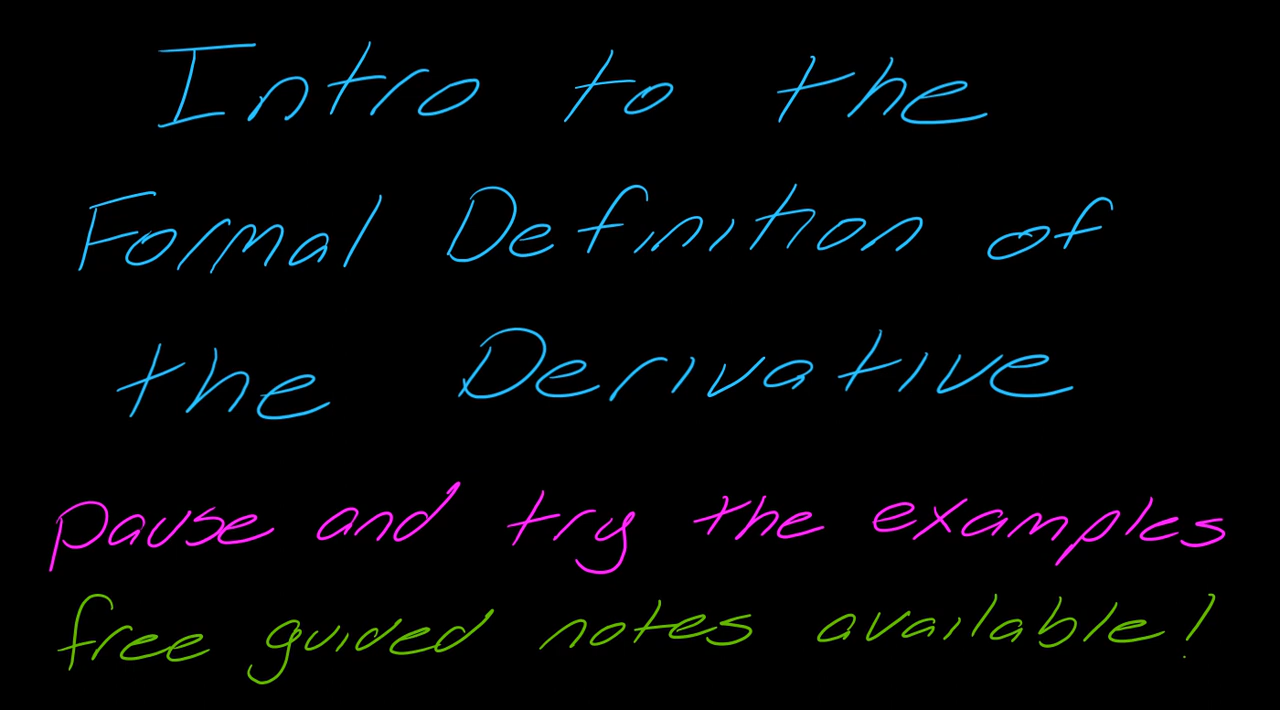 Intro to the
Formal Definition of
the Derivative
pause and try the examples
free guided notes available!